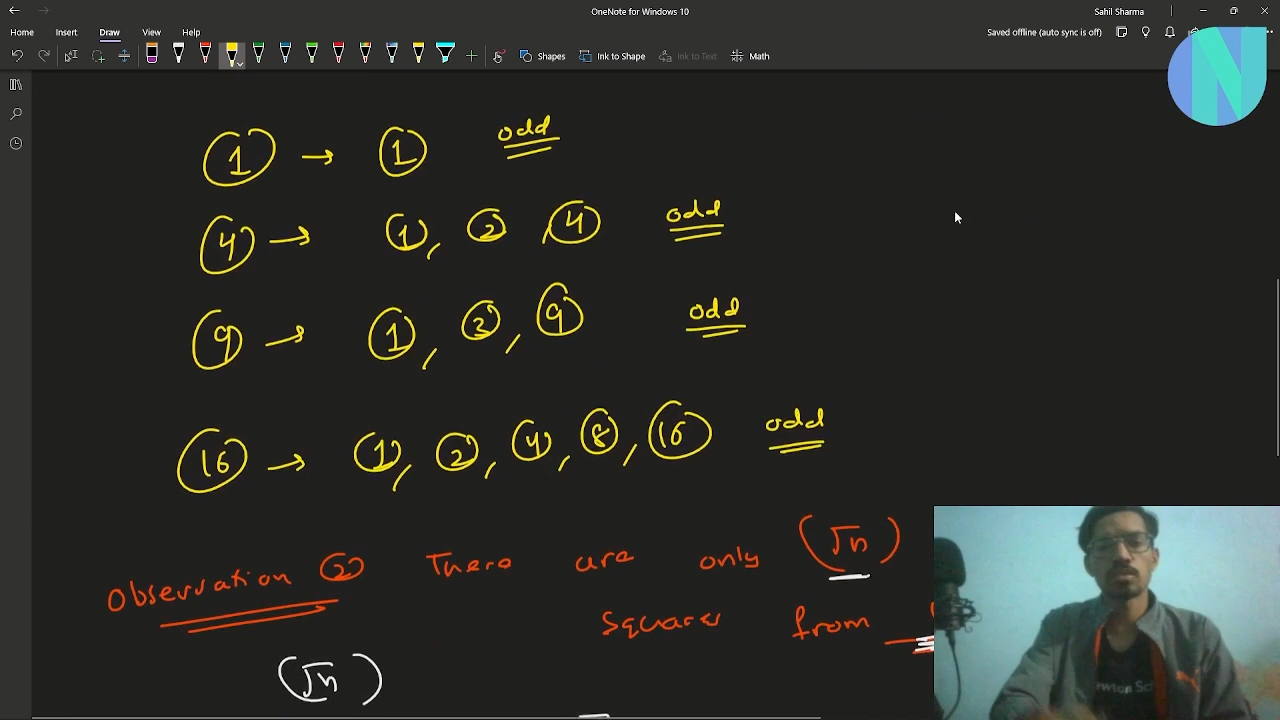 OneNote for Windows 10
Sahil Sharma
Home Insert Draw View Help
Saved offline (auto sync is off)
Shapes Ink to Shape Ink to Text Math
N
1 → 1 odd
4 → 1, 2, 4 odd
9 → 1, 3, 9 odd
16 → 1, 2, 4, 8, 16 odd
Observation 2 There are only (√n)
Squares from
(√n)